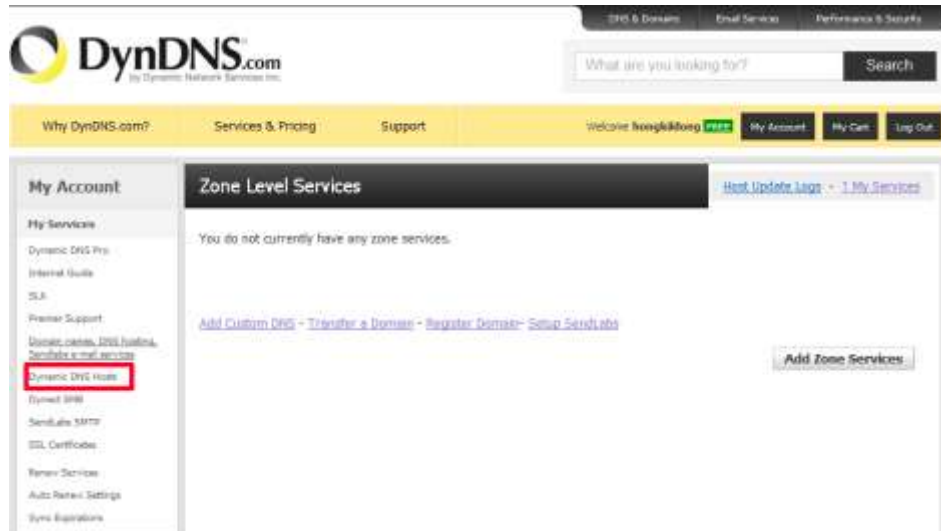 DNS & Domains
Email Services
Performance & Security
DynDNS.com
by Dynamic Network Services Inc.
What are you looking for?
Search
Why DynDNS.com?
Services & Pricing
Support
Welcome hongkildong FREE
My Account
My Cart
Log Out
My Account
My Services
Dynamic DNS Pro
Internet Guide
SLA
Premier Support
Domain names, DNS hosting,
SendLabs e-mail services
Dynamic DNS Hosts
SendLabs SMTP
SSL Certificates
Renew Services
Auto Renew Settings
Sync Expirations
Zone Level Services
Host Update Logs - 1 My Services
You do not currently have any zone services.
Add Custom DNS - Transfer a Domain - Register Domain- Setup SendLabs
Add Zone Services